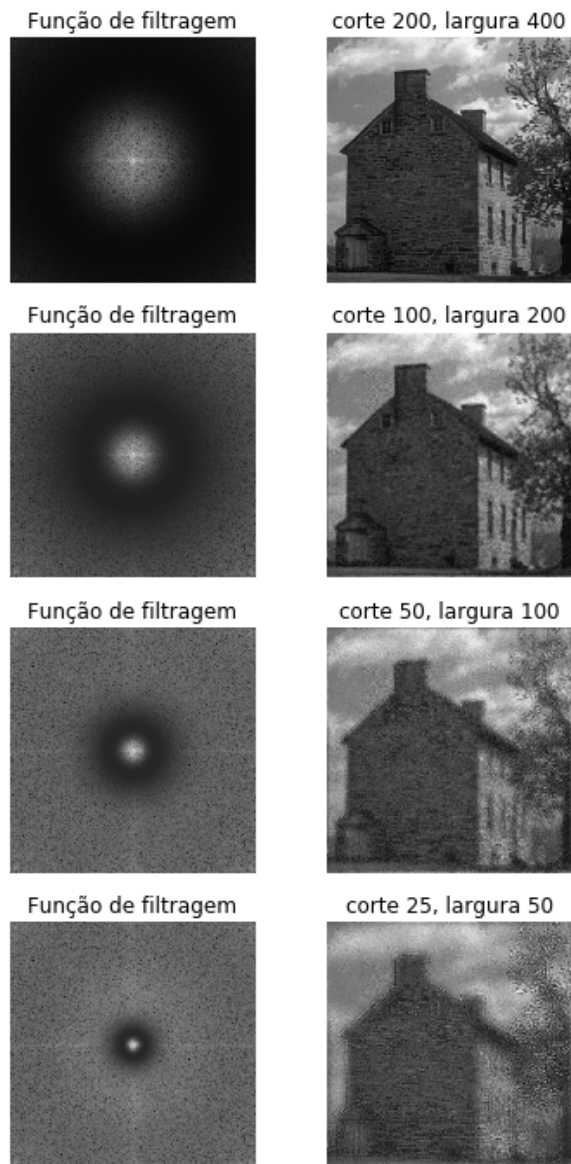 Função de filtragem
corte 200, largura 400
Função de filtragem
corte 100, largura 200
Função de filtragem
corte 50, largura 100
Função de filtragem
corte 25, largura 50